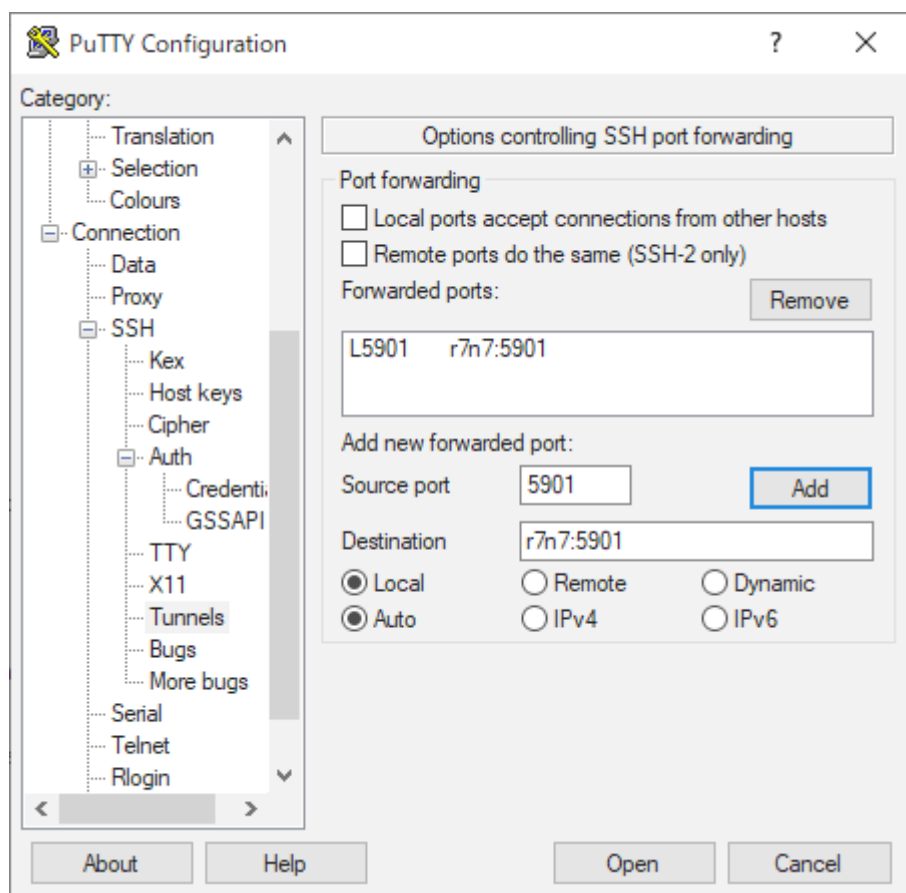 PuTTY Configuration
?
Category:
Translation
Selection
Colours
Connection
Data
Proxy
SSH
Kex
Host keys
Cipher
Auth
Credenti
GSSAPI
TTY
X11
Tunnels
Bugs
More bugs
Serial
Telnet
Rlogin
Options controlling SSH port forwarding
Port forwarding
Local ports accept connections from other hosts
Remote ports do the same (SSH-2 only)
Forwarded ports:
Remove
L5901 r7n7:5901
Add new forwarded port:
Source port 5901 Add
Destination r7n7:5901
Local Remote Dynamic
Auto IPv4 IPv6
About Help Open Cancel